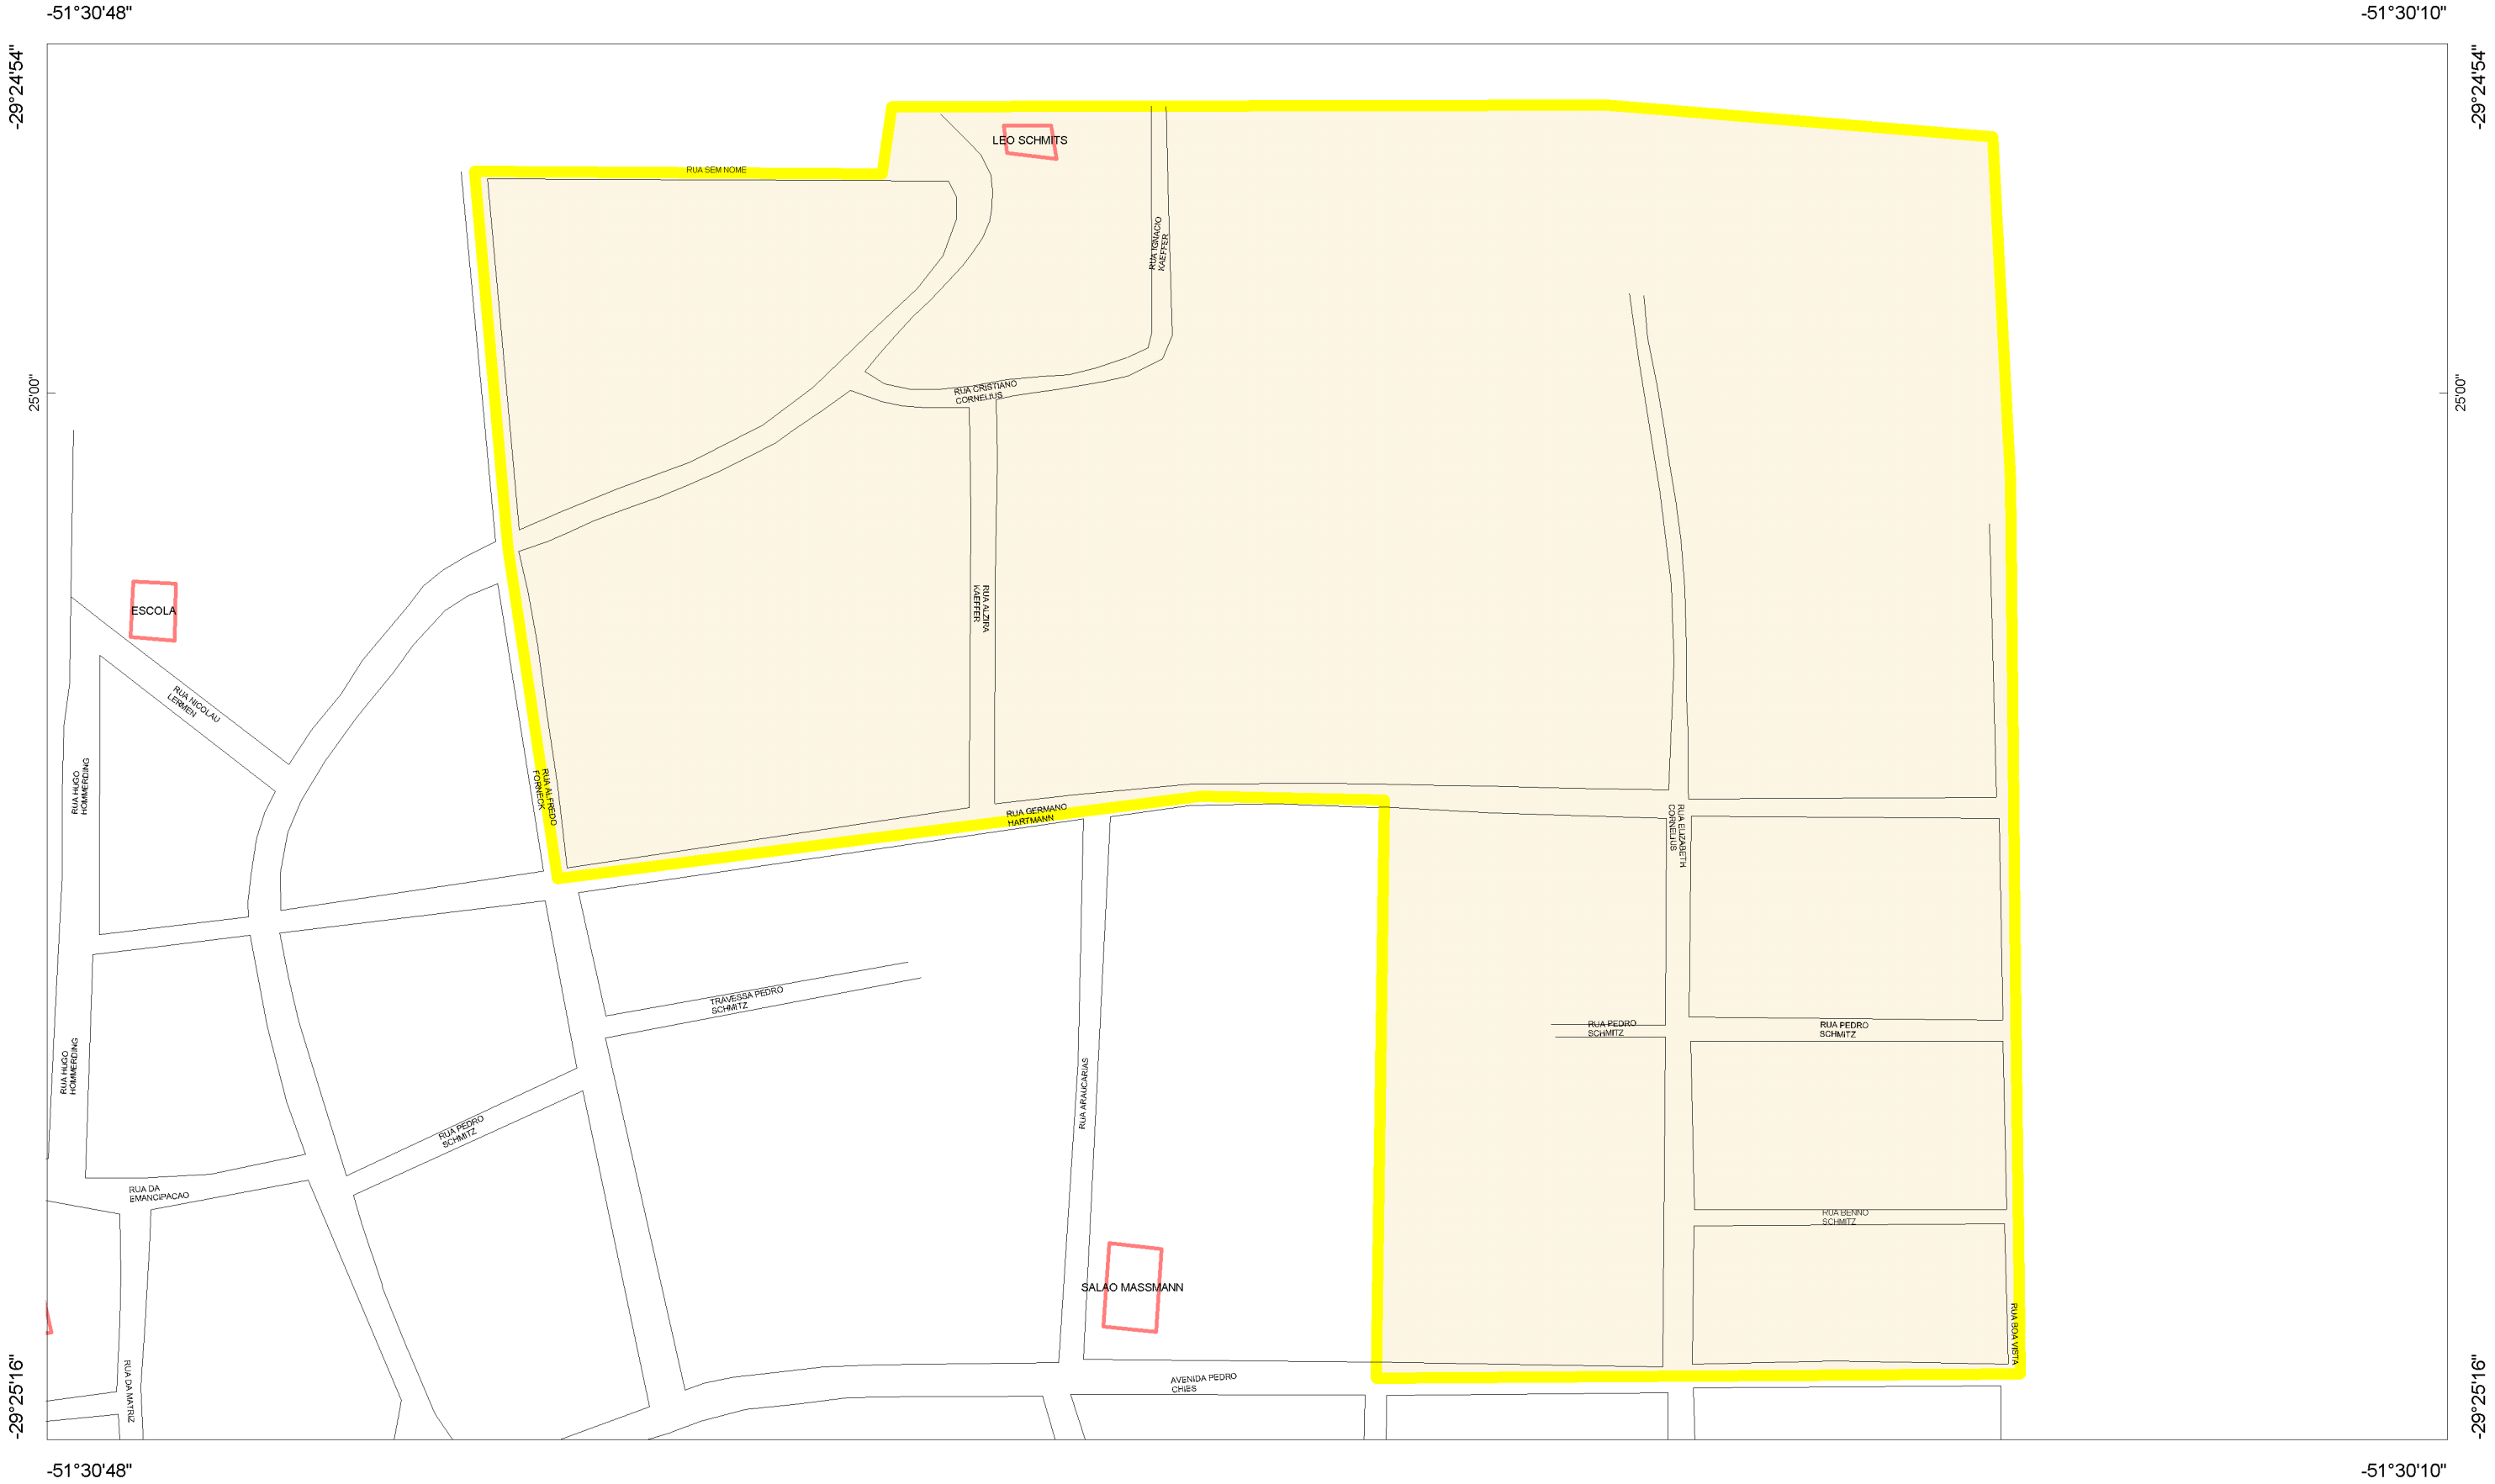 -51°30'48"
-51°30'10"
-29°24'54"
-29°24'54"
LEO SCHMITS
RUA SEM NOME
RUA IGNACIO
KAEFFER
25'00"
25'00"
RUA CRISTIANO
CORNELIUS
ESCOLA
RUA ALZIRA
KAEFFER
RUA NICOLAU
LERMEN
RUA HUGO
HOMMERDING
RUA ALFREDO
FORNECK
RUA GERMANO
HARTMANN
RUA ELIZABETH
CORNELIUS
TRAVESSA PEDRO
SCHMITZ
RUA PEDRO
SCHMITZ
RUA PEDRO
SCHMITZ
RUA HUGO
HOMMERDING
RUA ARAUCARIAS
RUA PEDRO
SCHMITZ
RUA DA
EMANCIPACAO
RUA BENNO
SCHMITZ
SALAO MASSMANN
RUA BOA VISTA
RUA DA MATRIZ
AVENIDA PEDRO
CHIES
-29°25'16"
-29°25'16"
-51°30'48"
-51°30'10"